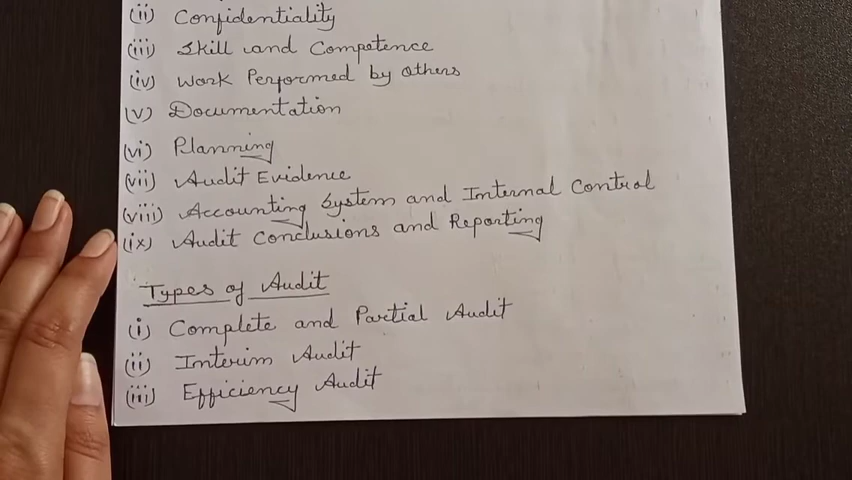 (ii) Confidentiality
(iii) Skill and Competence
(iv) Work Performed by Others
(v) Documentation
(vi) Planning
(vii) Audit Evidence
(viii) Accounting System and Internal Control
(ix) Audit Conclusions and Reporting
Types of Audit
(i) Complete and Partial Audit
(ii) Interim Audit
(iii) Efficiency Audit